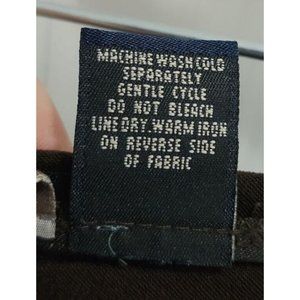 MACHINE WASH COLD
SEPARATELY
GENTLE CYCLE
DO NOT BLEACH
LINE DRY. WARM IRON
ON REVERSE SIDE
OF FABRIC